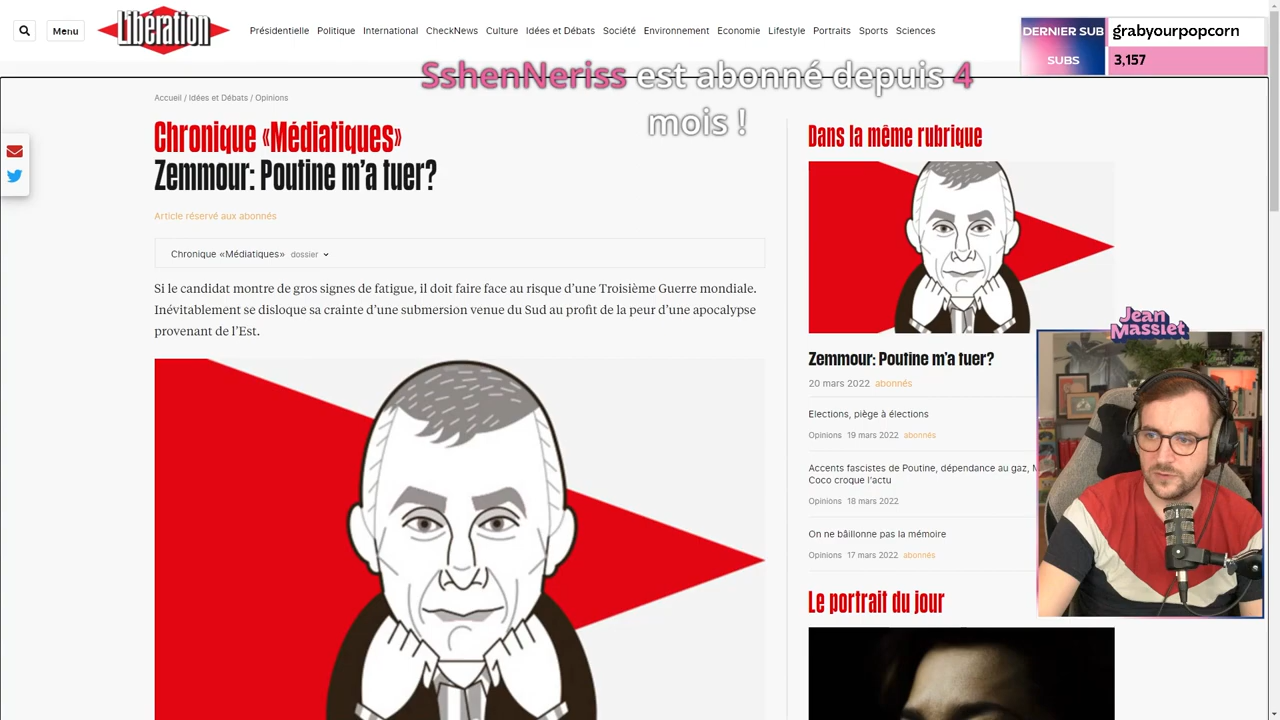 Menu
Libération
Présidentielle Politique International CheckNews Culture Idées et Débats Société Environnement Economie Lifestyle Portraits Sports Sciences
DERNIER SUB grabyourpopcorn
SUBS 3,157
SshenNeriss est abonné depuis 4
mois !
Accueil / Idées et Débats / Opinions
Chronique «Médiatiques»
Zemmour: Poutine m’a tuer?
Article réservé aux abonnés
Chronique «Médiatiques» dossier
Si le candidat montre de gros signes de fatigue, il doit faire face au risque d’une Troisième Guerre mondiale.
Inévitablement se disloque sa crainte d’une submersion venue du Sud au profit de la peur d’une apocalypse
provenant de l’Est.
Dans la même rubrique
Zemmour: Poutine m’a tuer?
20 mars 2022 abonnés
Elections, piège à élections
Opinions 19 mars 2022 abonnés
Accents fascistes de Poutine, dépendance au gaz,
Coco croque l’actu
Opinions 18 mars 2022
On ne bâillonne pas la mémoire
Opinions 17 mars 2022 abonnés
Le portrait du jour
Jean
Massiet